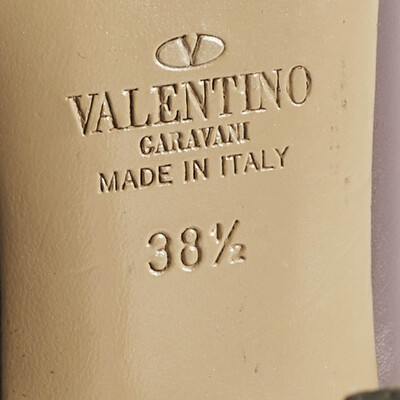 V
VALENTINO
GARAVANI
MADE IN ITALY
38½